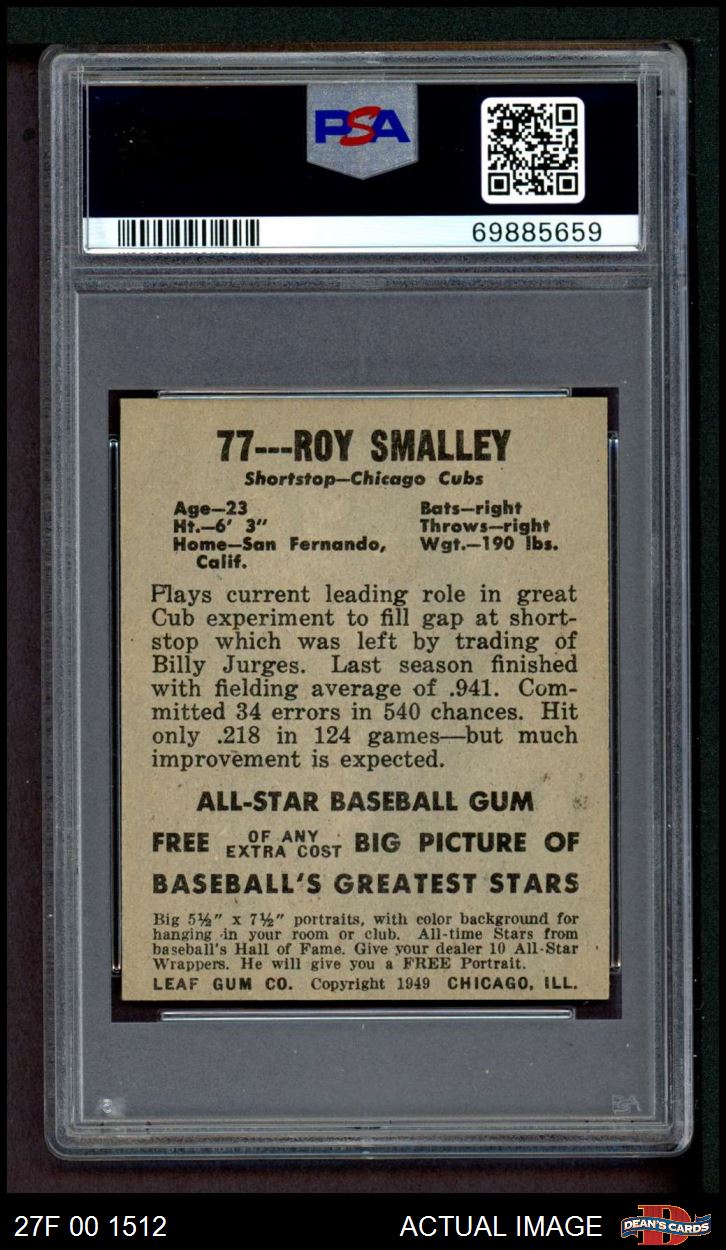 PSA
69885659
77---ROY SMALLEY
Shortstop—Chicago Cubs
Age—23 Bats—right
Ht.—6' 3" Throws—right
Home—San Fernando, Wgt.—190 lbs.
Calif.
Plays current leading role in great
Cub experiment to fill gap at short-
stop which was left by trading of
Billy Jurges. Last season finished
with fielding average of .941. Com-
mitted 34 errors in 540 chances. Hit
only .218 in 124 games—but much
improvement is expected.
ALL-STAR BASEBALL GUM
FREE OF ANY EXTRA COST BIG PICTURE OF
BASEBALL'S GREATEST STARS
Big 5½" x 7½" portraits, with color background for
hanging in your room or club. All-time Stars from
baseball's Hall of Fame. Give your dealer 10 All-Star
Wrappers. He will give you a FREE Portrait.
LEAF GUM CO. Copyright 1949 CHICAGO, ILL.
PSA
27F 00 1512 ACTUAL IMAGE DEAN'S CARDS